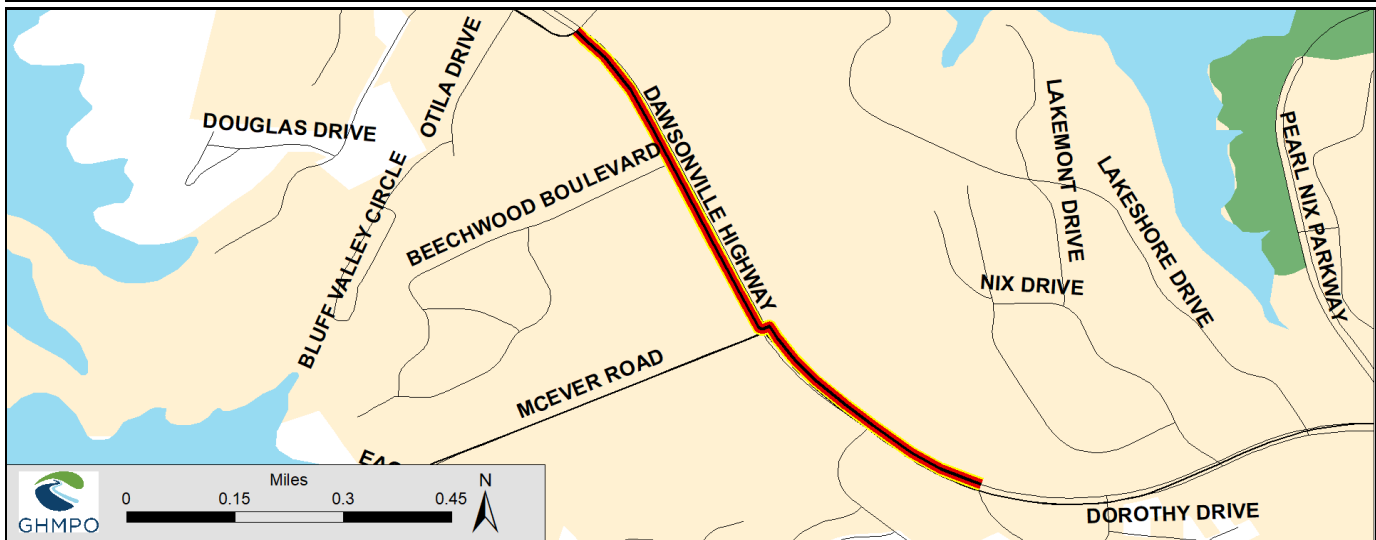 OTILA DRIVE
DOUGLAS DRIVE
DAWSONVILLE HIGHWAY
LAKEMONT DRIVE
PEARL NIX PARKWAY
BEECHWOOD BOULEVARD
BLUFF VALLEY CIRCLE
LAKESHORE DRIVE
NIX DRIVE
MCEVER ROAD
EAG
Miles
N
0
0.15
0.3
0.45
GHMPO
DOROTHY DRIVE